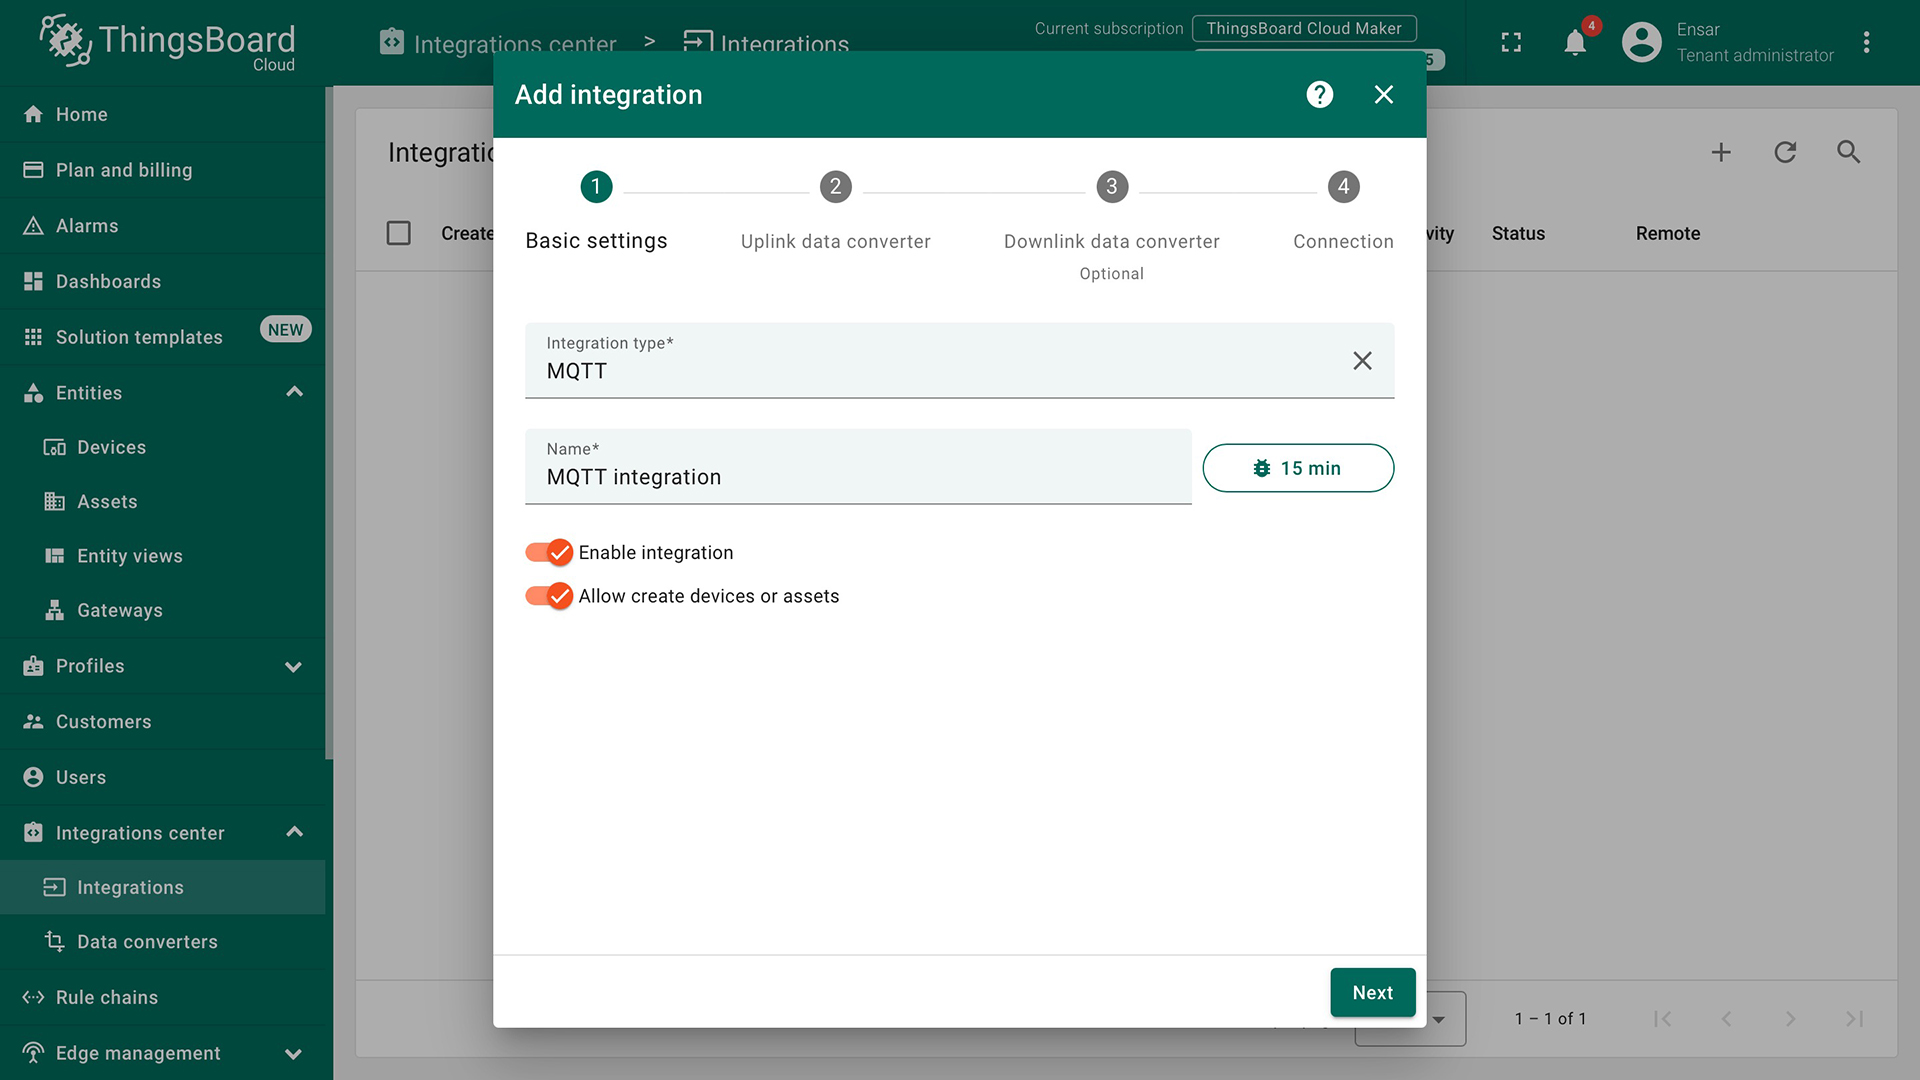 ThingsBoard
Cloud
Integrations center > Integrations
Current subscription ThingsBoard Cloud Maker
5
4
Ensar
Tenant administrator
Home
Plan and billing
Alarms
Dashboards
Solution templates NEW
Entities
Devices
Assets
Entity views
Gateways
Profiles
Customers
Users
Integrations center
Integrations
Data converters
Rule chains
Edge management
Add integration
1 2 3 4
Basic settings Uplink data converter Downlink data converter Connection
Optional
Integration type*
MQTT
Name*
MQTT integration
15 min
Enable integration
Allow create devices or assets
Next
Status Remote
1 – 1 of 1